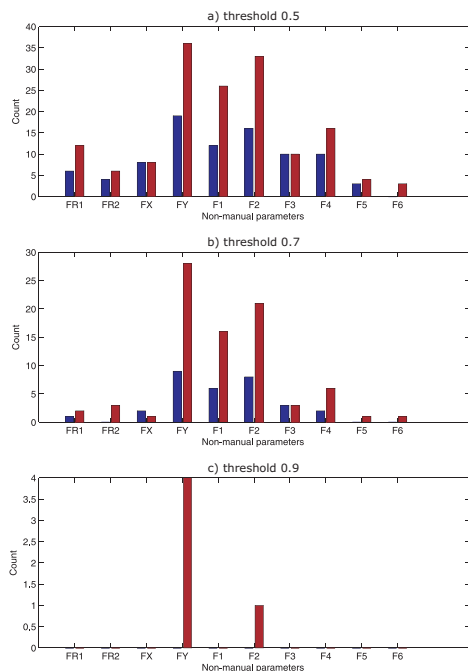 a) threshold 0.5
40
35
30
25
20
15
10
5
0
Count
FR1 FR2 FX FY F1 F2 F3 F4 F5 F6
Non-manual parameters
b) threshold 0.7
30
25
20
15
10
5
0
Count
FR1 FR2 FX FY F1 F2 F3 F4 F5 F6
Non-manual parameters
c) threshold 0.9
4
3.5
3
2.5
2
1.5
1
0.5
0
Count
FR1 FR2 FX FY F1 F2 F3 F4 F5 F6
Non-manual parameters